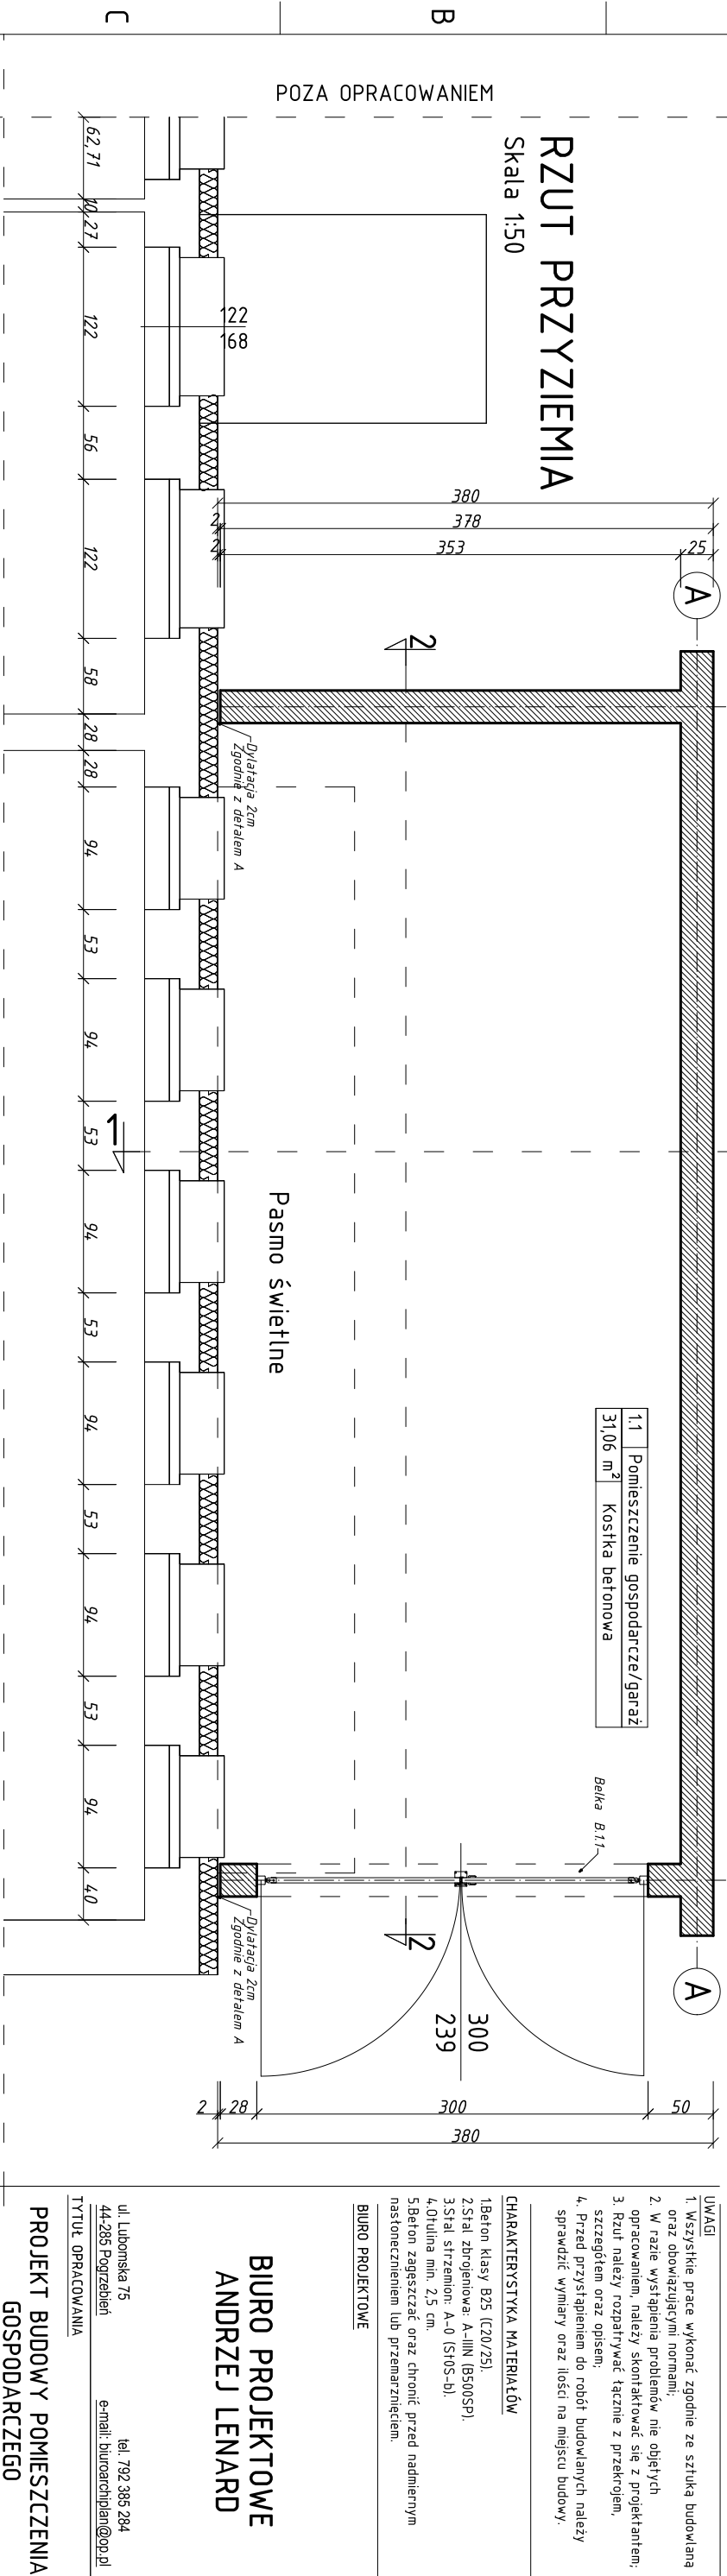 C
B
POZA OPRACOWANIEM
RZUT PRZYZIEMIA
Skala 1:50
62,71
10
27
122
56
122
58
28
28
94
53
94
53
94
53
94
53
94
53
94
40
122
168
380
378
353
25
2
2
A
2
Dylatacja 2cm
Zgodnie z detalem A
1
Pasmo świetlne
1.1 Pomieszczenie gospodarcze/garaż
31,06 m² Kostka betonowa
Belka B.1.1
2
Dylatacja 2cm
Zgodnie z detalem A
A
300
239
2
28
300
50
380
UWAGI
1. Wszystkie prace wykonać zgodnie ze sztuką budowlaną
oraz obowiązującymi normami;
2. W razie wystąpienia problemów nie objętych
opracowaniem, należy skontaktować się z projektantem;
3. Rzut należy rozpatrywać łącznie z przekrojem,
szczegółem oraz opisem;
4. Przed przystąpieniem do robót budowlanych należy
sprawdzić wymiary oraz ilości na miejscu budowy.
CHARAKTERYSTYKA MATERIAŁÓW
1.Beton klasy B25 (C20/25).
2.Stal zbrojeniowa: A-IIIN (B500SP).
3.Stal strzemion: A-0 (St0S-b).
4.Otulina min. 2,5 cm.
5.Beton zagęszczać oraz chronić przed nadmiernym
nasłonecznieniem lub przemarznięciem.
BIURO PROJEKTOWE
BIURO PROJEKTOWE
ANDRZEJ LENARD
ul. Lubomska 75
44-285 Pogrzebień
tel. 792 385 284
e-mail: biuroarchiplan@op.pl
TYTUŁ OPRACOWANIA
PROJEKT BUDOWY POMIESZCZENIA
GOSPODARCZEGO